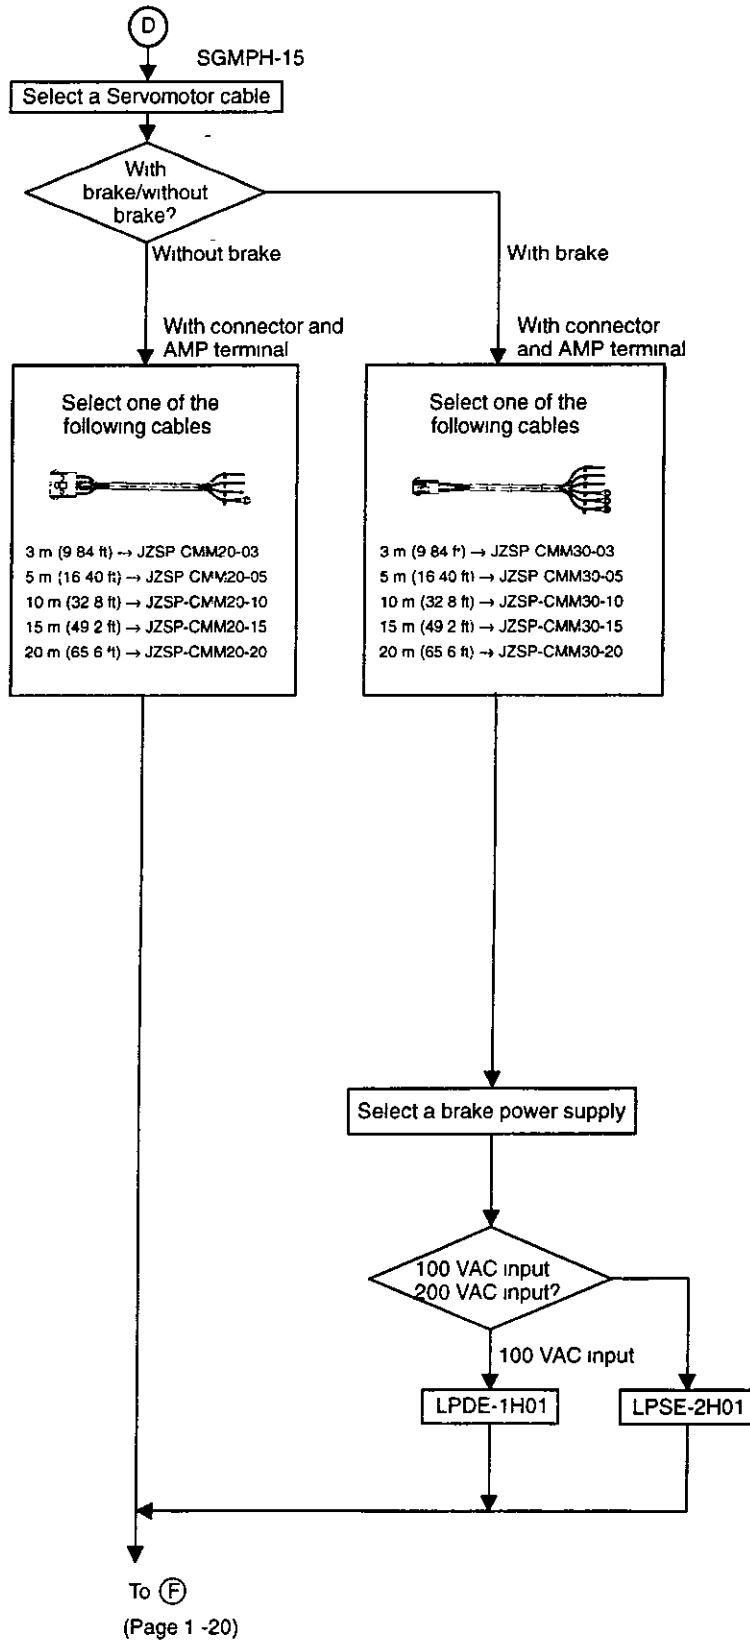 D
SGMPH-15
Select a Servomotor cable
With
brake/without
brake?
Without brake
With brake
With connector and
AMP terminal
With connector
and AMP terminal
Select one of the
following cables
3 m (9 84 ft) → JZSP CMM20-03
5 m (16 40 ft) → JZSP CMM20-05
10 m (32 8 ft) → JZSP-CMM20-10
15 m (49 2 ft) → JZSP-CMM20-15
20 m (65 6 ft) → JZSP-CMM20-20
Select one of the
following cables
3 m (9 84 f') → JZSP CMM30-03
5 m (16 40 ft) → JZSP CMM30-05
10 m (32 8 ft) → JZSP-CMM30-10
15 m (49 2 ft) → JZSP-CMM30-15
20 m (65 6 ft) → JZSP-CMM30-20
Select a brake power supply
100 VAC input
200 VAC input?
100 VAC input
LPDE-1H01
LPSE-2H01
To F
(Page 1 -20)